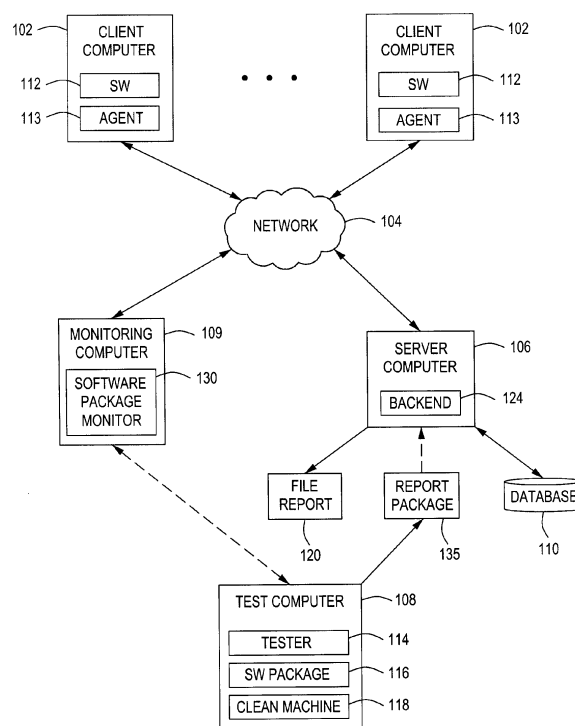 102
CLIENT
COMPUTER
112
SW
113
AGENT
102
CLIENT
COMPUTER
112
SW
113
AGENT
NETWORK
104
109
MONITORING
COMPUTER
130
SOFTWARE
PACKAGE
MONITOR
106
SERVER
COMPUTER
124
BACKEND
FILE
REPORT
120
REPORT
PACKAGE
135
DATABASE
110
TEST COMPUTER
108
TESTER
114
SW PACKAGE
116
CLEAN MACHINE
118